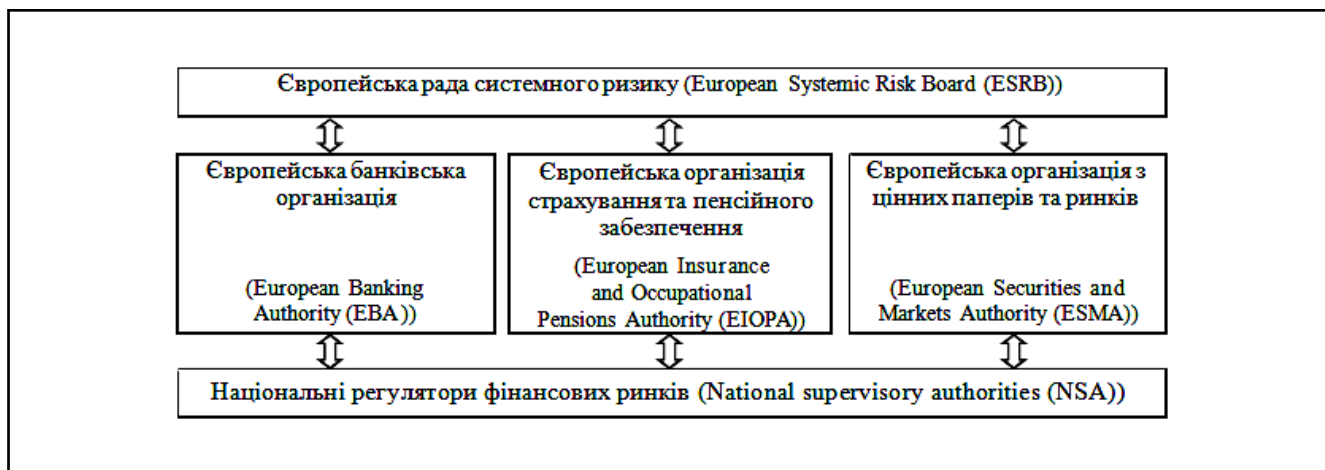 Європейська рада системного ризику (European Systemic Risk Board (ESRB))
Європейська банківська
організація
(European Banking
Authority (EBA))
Європейська організація
страхування та пенсійного
забезпечення
(European Insurance
and Occupational
Pensions Authority (EIOPA))
Європейська організація з
цінних паперів та ринків
(European Securities and
Markets Authority (ESMA))
Національні регулятори фінансових ринків (National supervisory authorities (NSA))